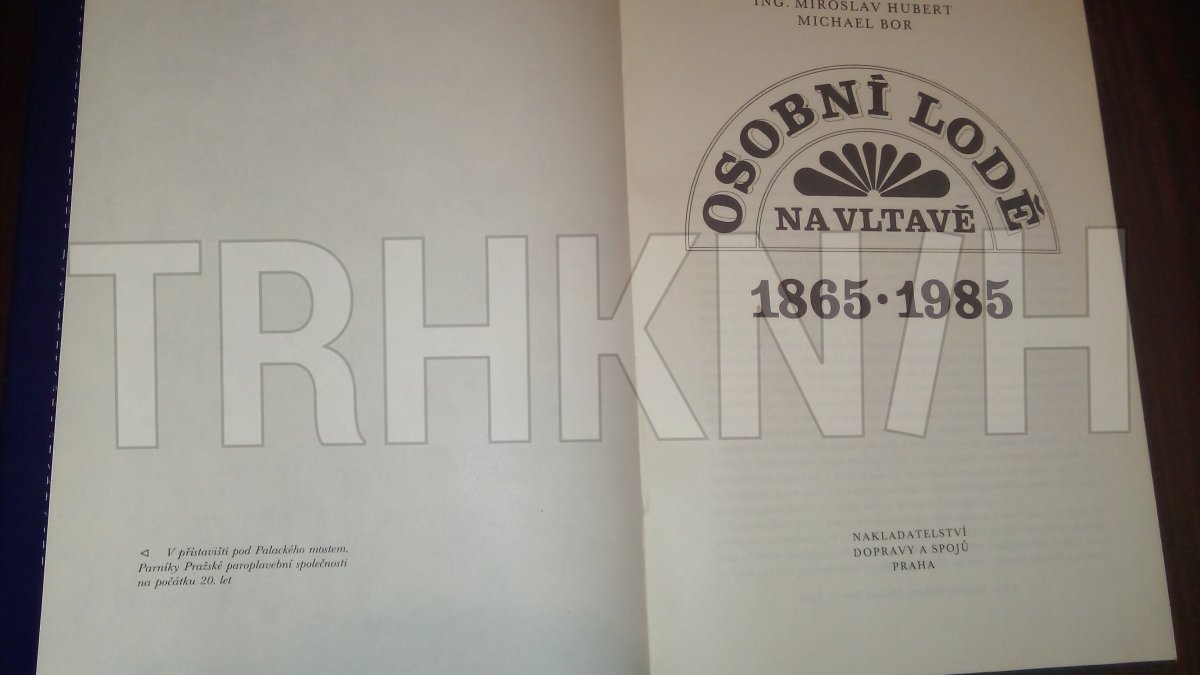 ◁ V přístavišti pod Palackého mostem.
Parníky Pražské paroplavební společnosti
na počátku 20. let
ING. MIROSLAV HUBERT
MICHAEL BOR
OSOBNÍ LODĚ
NA VLTAVĚ
1865·1985
NAKLADATELSTVÍ
DOPRAVY A SPOJŮ
PRAHA
TRHKNIH